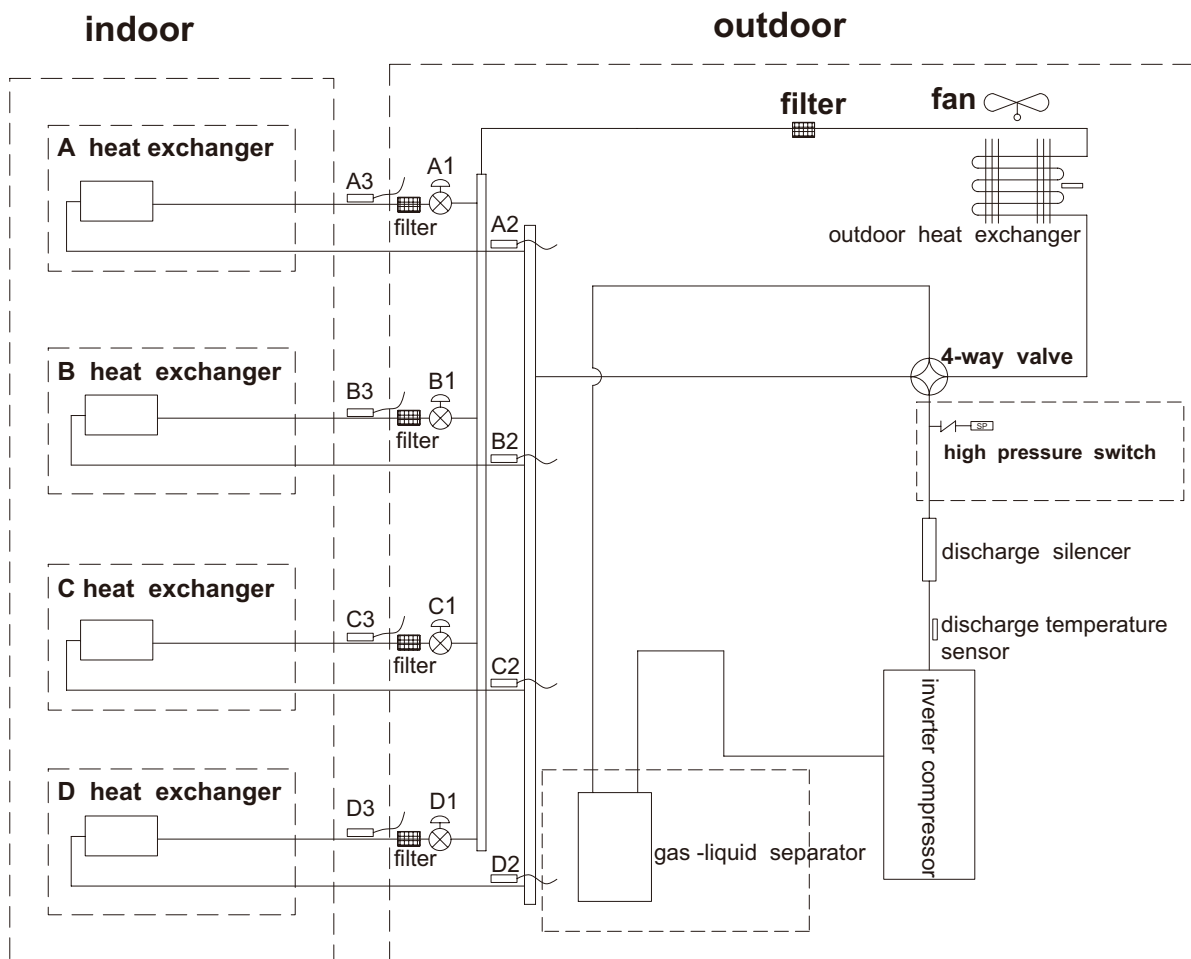 indoor
outdoor
filter
fan
A heat exchanger
A3
A1
filter
A2
outdoor heat exchanger
4-way valve
B heat exchanger
B3
B1
filter
B2
SP
high pressure switch
discharge silencer
C heat exchanger
C3
C1
filter
C2
discharge temperature
sensor
inverter compressor
D heat exchanger
D3
D1
filter
D2
gas -liquid separator